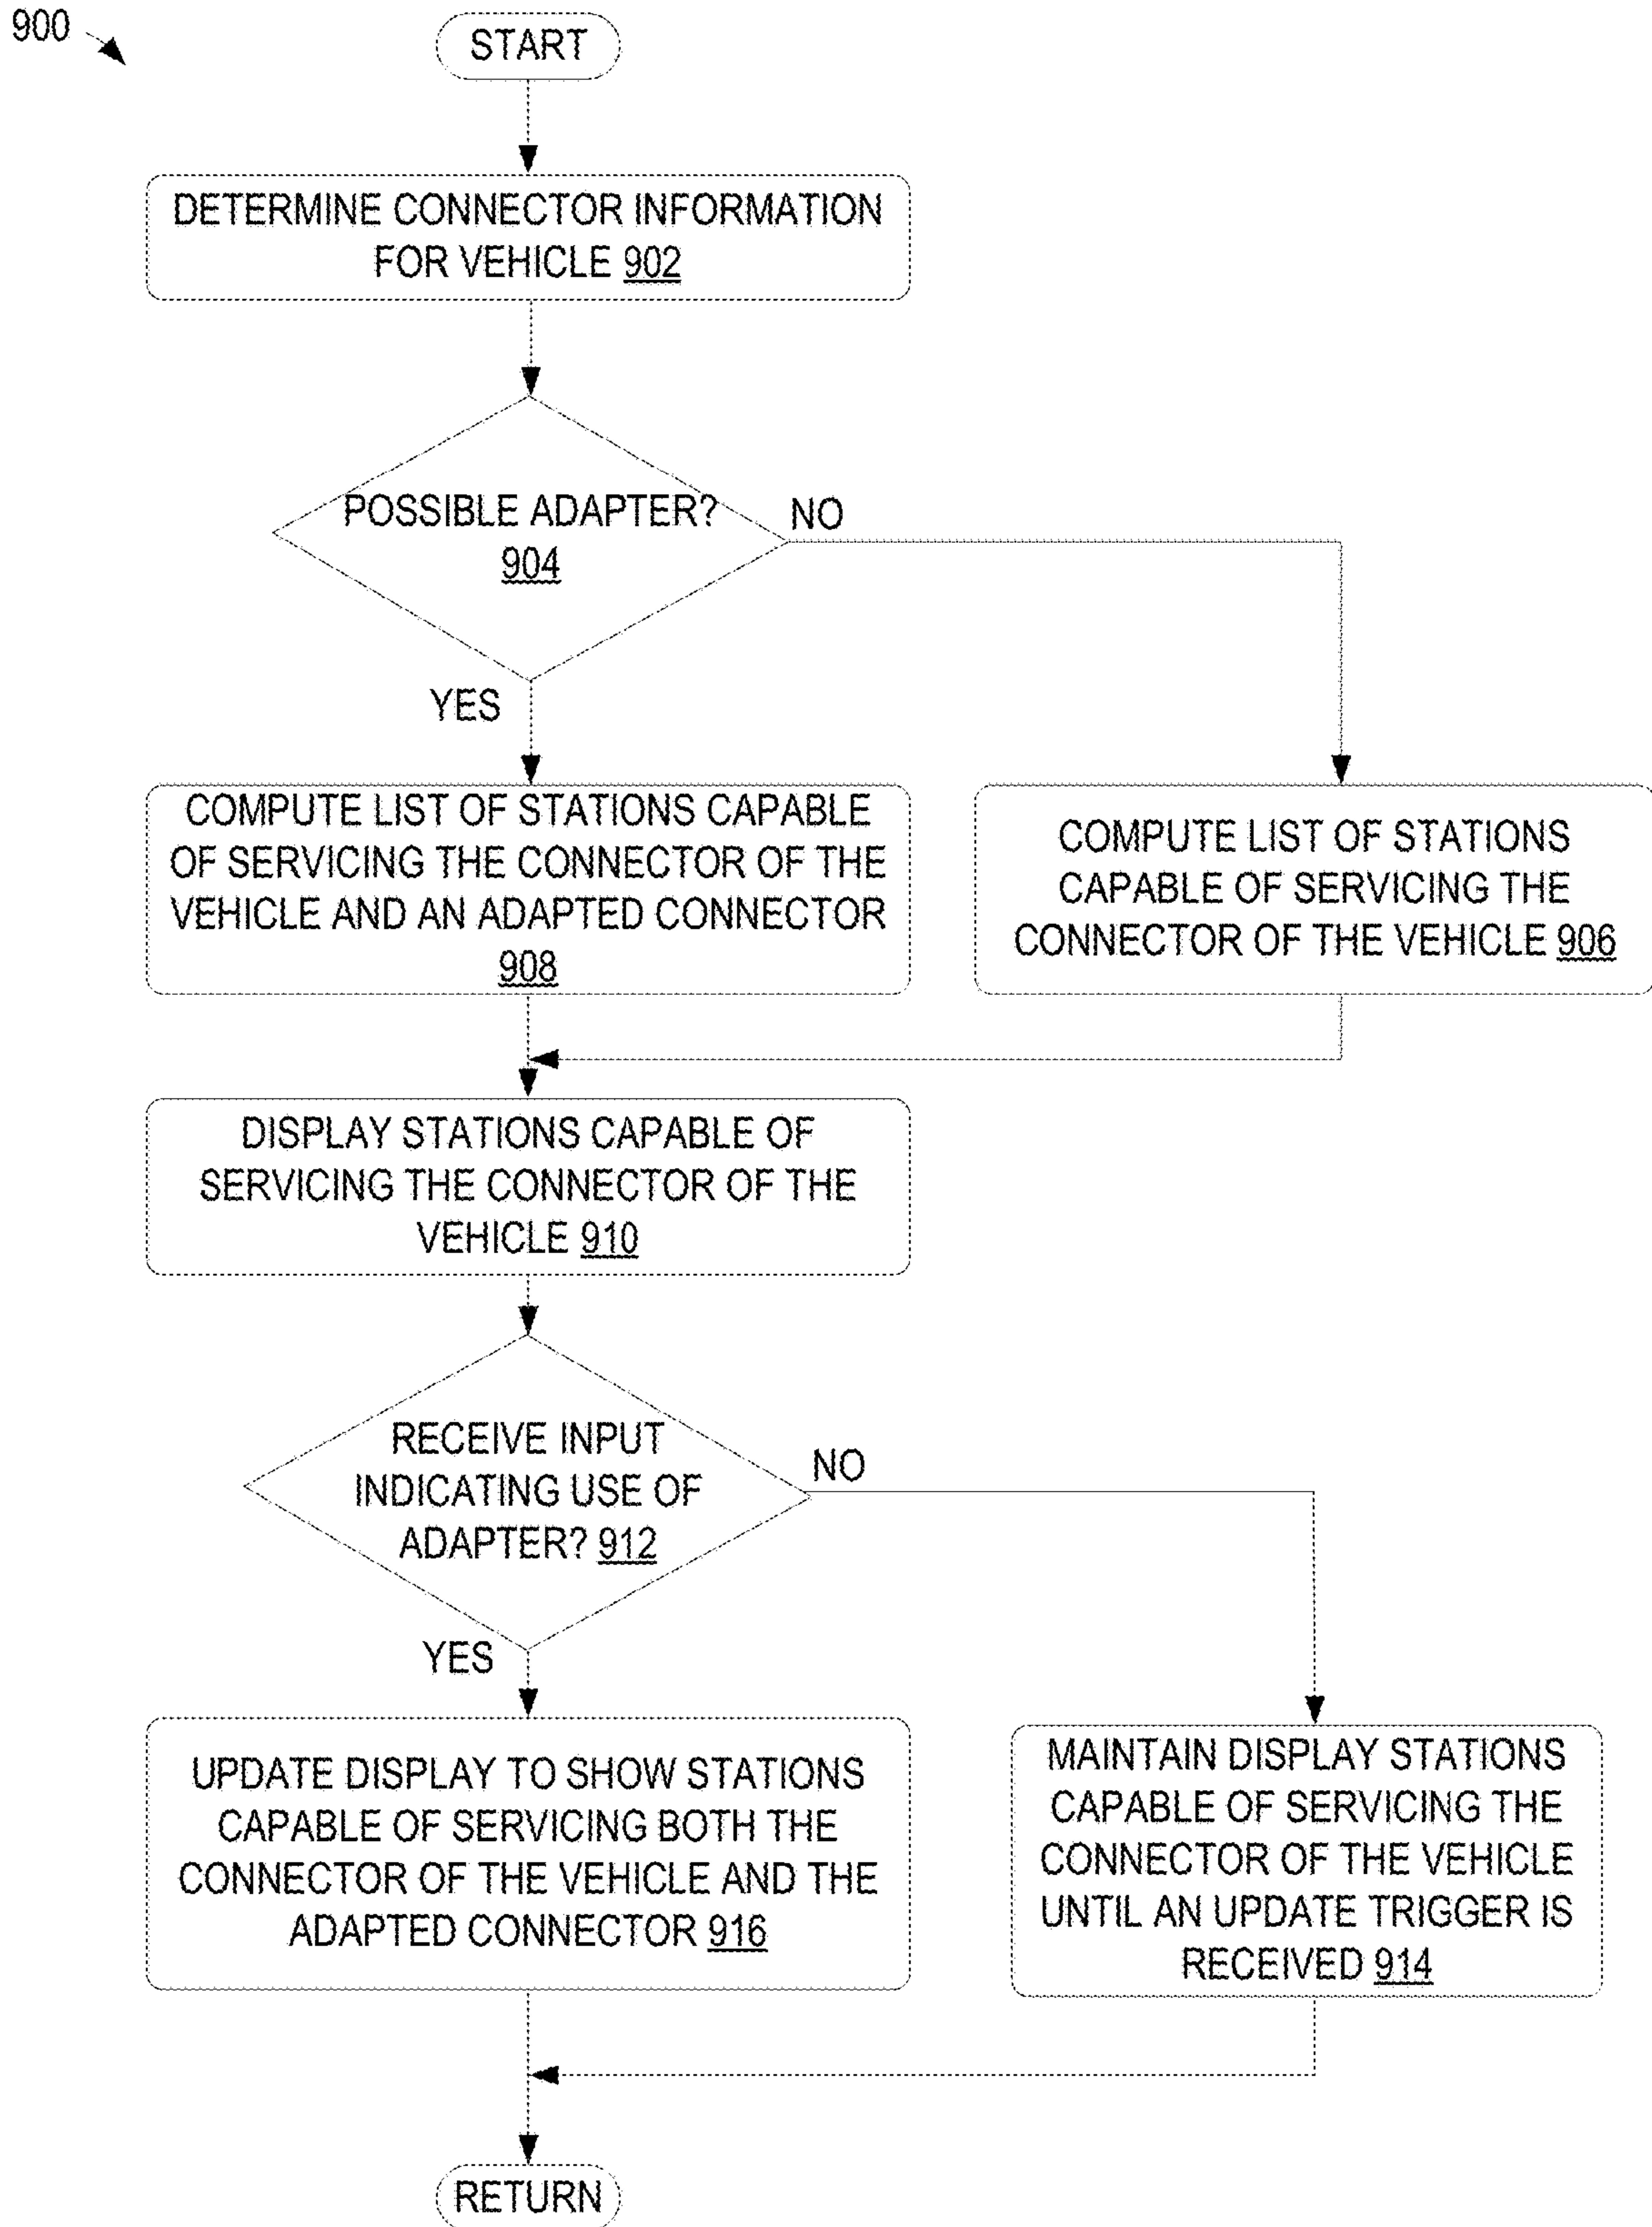 900
START
DETERMINE CONNECTOR INFORMATION
FOR VEHICLE 902
POSSIBLE ADAPTER?
904
NO
YES
COMPUTE LIST OF STATIONS CAPABLE
OF SERVICING THE CONNECTOR OF THE
VEHICLE AND AN ADAPTED CONNECTOR
908
COMPUTE LIST OF STATIONS
CAPABLE OF SERVICING THE
CONNECTOR OF THE VEHICLE 906
DISPLAY STATIONS CAPABLE OF
SERVICING THE CONNECTOR OF THE
VEHICLE 910
RECEIVE INPUT
INDICATING USE OF
ADAPTER? 912
NO
YES
UPDATE DISPLAY TO SHOW STATIONS
CAPABLE OF SERVICING BOTH THE
CONNECTOR OF THE VEHICLE AND THE
ADAPTED CONNECTOR 916
MAINTAIN DISPLAY STATIONS
CAPABLE OF SERVICING THE
CONNECTOR OF THE VEHICLE
UNTIL AN UPDATE TRIGGER IS
RECEIVED 914
RETURN